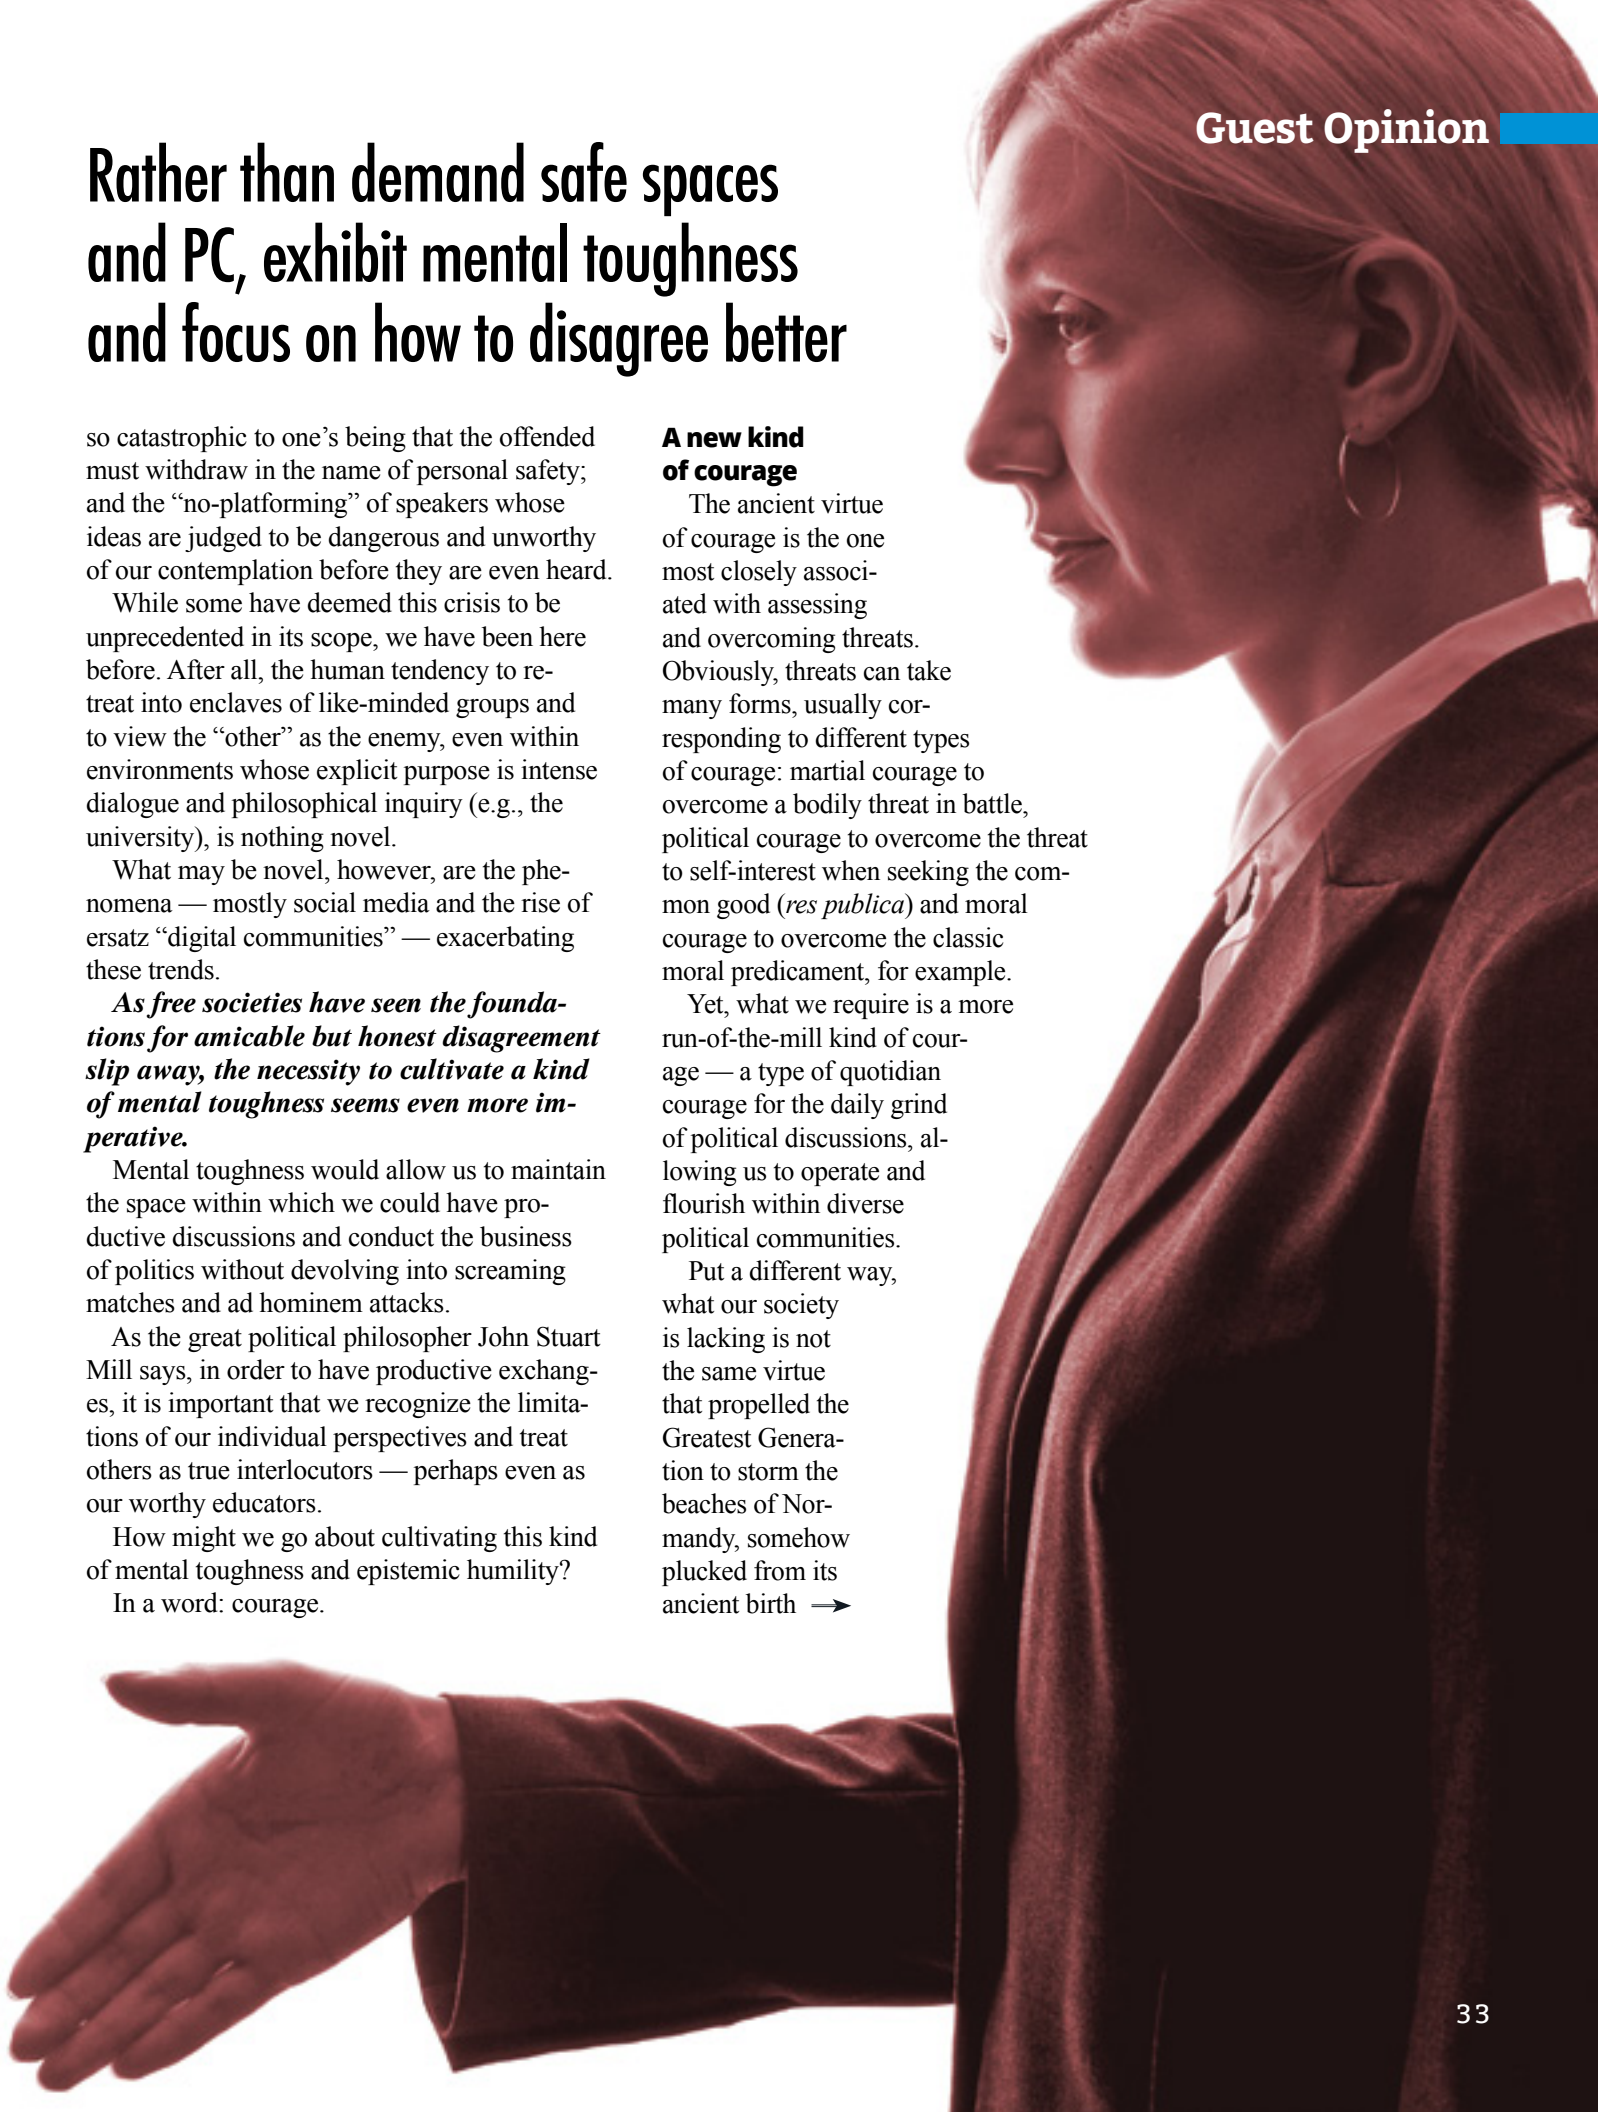 Guest Opinion
Rather than demand safe spaces
and PC, exhibit mental toughness
and focus on how to disagree better
so catastrophic to one’s being that the offended
must withdraw in the name of personal safety;
and the “no-platforming” of speakers whose
ideas are judged to be dangerous and unworthy
of our contemplation before they are even heard.
While some have deemed this crisis to be
unprecedented in its scope, we have been here
before. After all, the human tendency to re-
treat into enclaves of like-minded groups and
to view the “other” as the enemy, even within
environments whose explicit purpose is intense
dialogue and philosophical inquiry (e.g., the
university), is nothing novel.
What may be novel, however, are the phe-
nomena — mostly social media and the rise of
ersatz “digital communities” — exacerbating
these trends.
As free societies have seen the founda-
tions for amicable but honest disagreement
slip away, the necessity to cultivate a kind
of mental toughness seems even more im-
perative.
Mental toughness would allow us to maintain
the space within which we could have pro-
ductive discussions and conduct the business
of politics without devolving into screaming
matches and ad hominem attacks.
As the great political philosopher John Stuart
Mill says, in order to have productive exchang-
es, it is important that we recognize the limita-
tions of our individual perspectives and treat
others as true interlocutors — perhaps even as
our worthy educators.
How might we go about cultivating this kind
of mental toughness and epistemic humility?
In a word: courage.
A new kind
of courage
The ancient virtue
of courage is the one
most closely associ-
ated with assessing
and overcoming threats.
Obviously, threats can take
many forms, usually cor-
responding to different types
of courage: martial courage to
overcome a bodily threat in battle,
political courage to overcome the threat
to self-interest when seeking the com-
mon good (res publica) and moral
courage to overcome the classic
moral predicament, for example.
Yet, what we require is a more
run-of-the-mill kind of cour-
age — a type of quotidian
courage for the daily grind
of political discussions, al-
lowing us to operate and
flourish within diverse
political communities.
Put a different way,
what our society
is lacking is not
the same virtue
that propelled the
Greatest Genera-
tion to storm the
beaches of Nor-
mandy, somehow
plucked from its
ancient birth
33